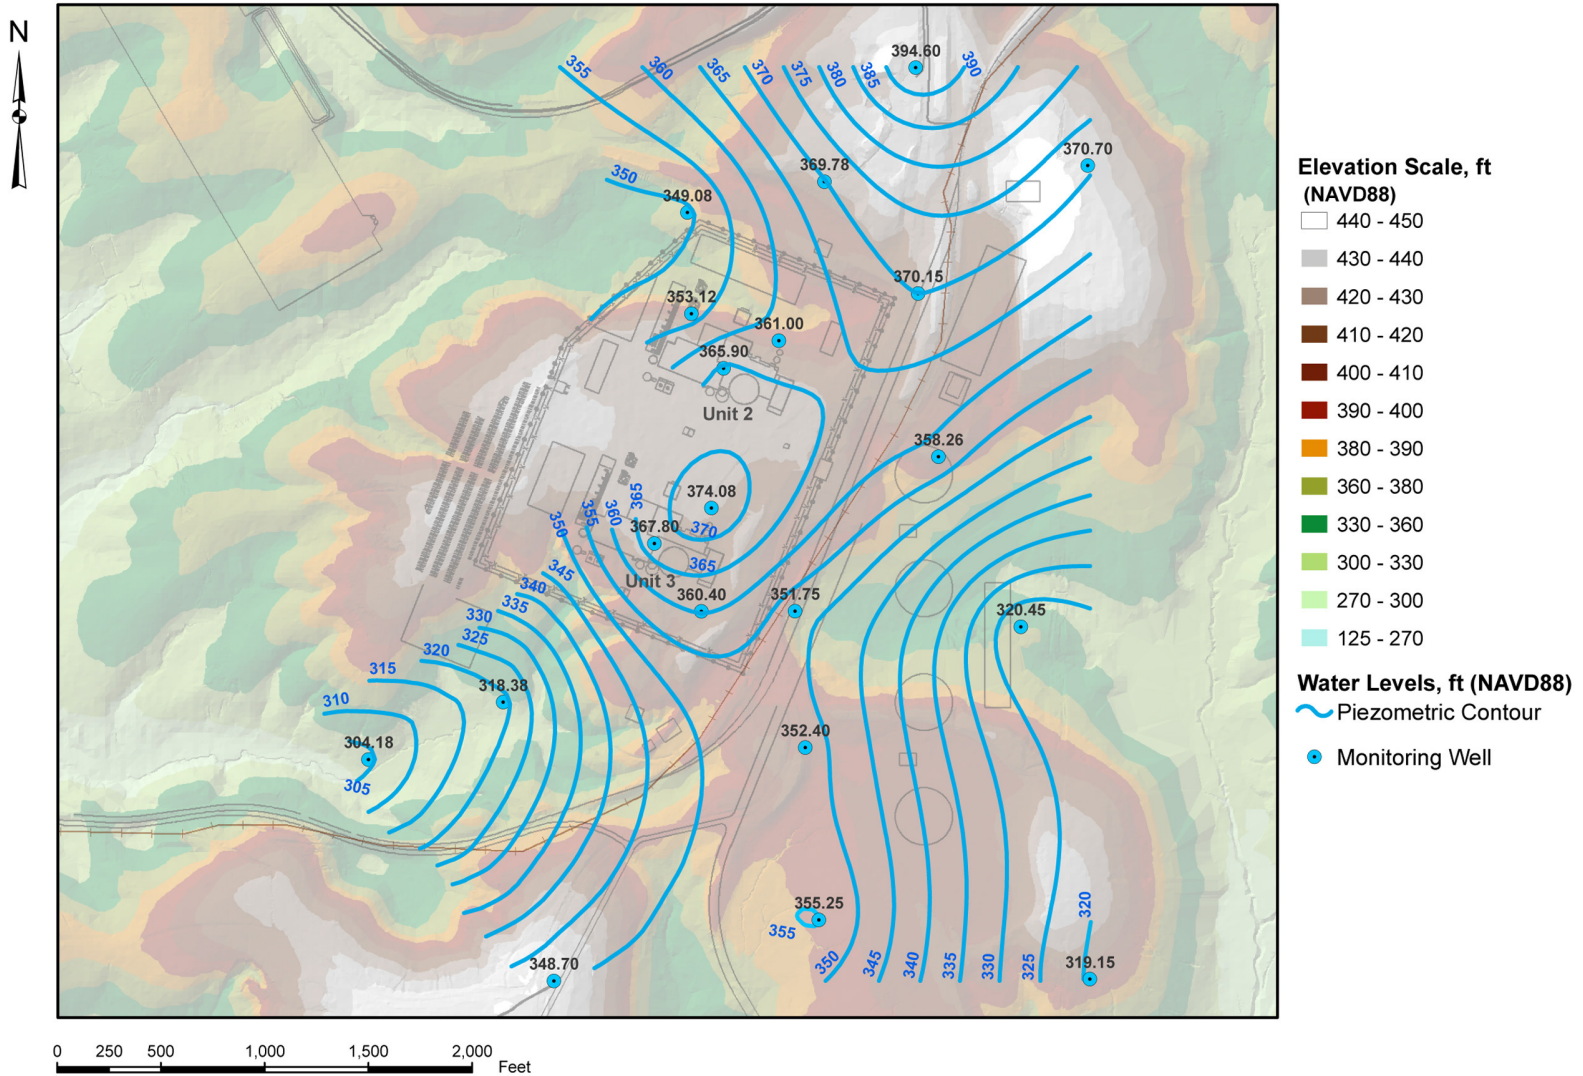 N
394.60
355
360
365
370
375
380
385
390
370.70
369.78
350
349.08
370.15
353.12
361.00
365.90
Unit 2
358.26
374.08
370
365
367.80
365
360
355
350
Unit 3
360.40
351.75
320.45
345
340
335
330
325
320
315
318.38
310
304.18
305
352.40
355.25
355
320
348.70
350
345
340
335
330
325
319.15
Elevation Scale, ft
(NAVD88)
440 - 450
430 - 440
420 - 430
410 - 420
400 - 410
390 - 400
380 - 390
360 - 380
330 - 360
300 - 330
270 - 300
125 - 270
Water Levels, ft (NAVD88)
Piezometric Contour
Monitoring Well
0 250 500 1,000 1,500 2,000
Feet